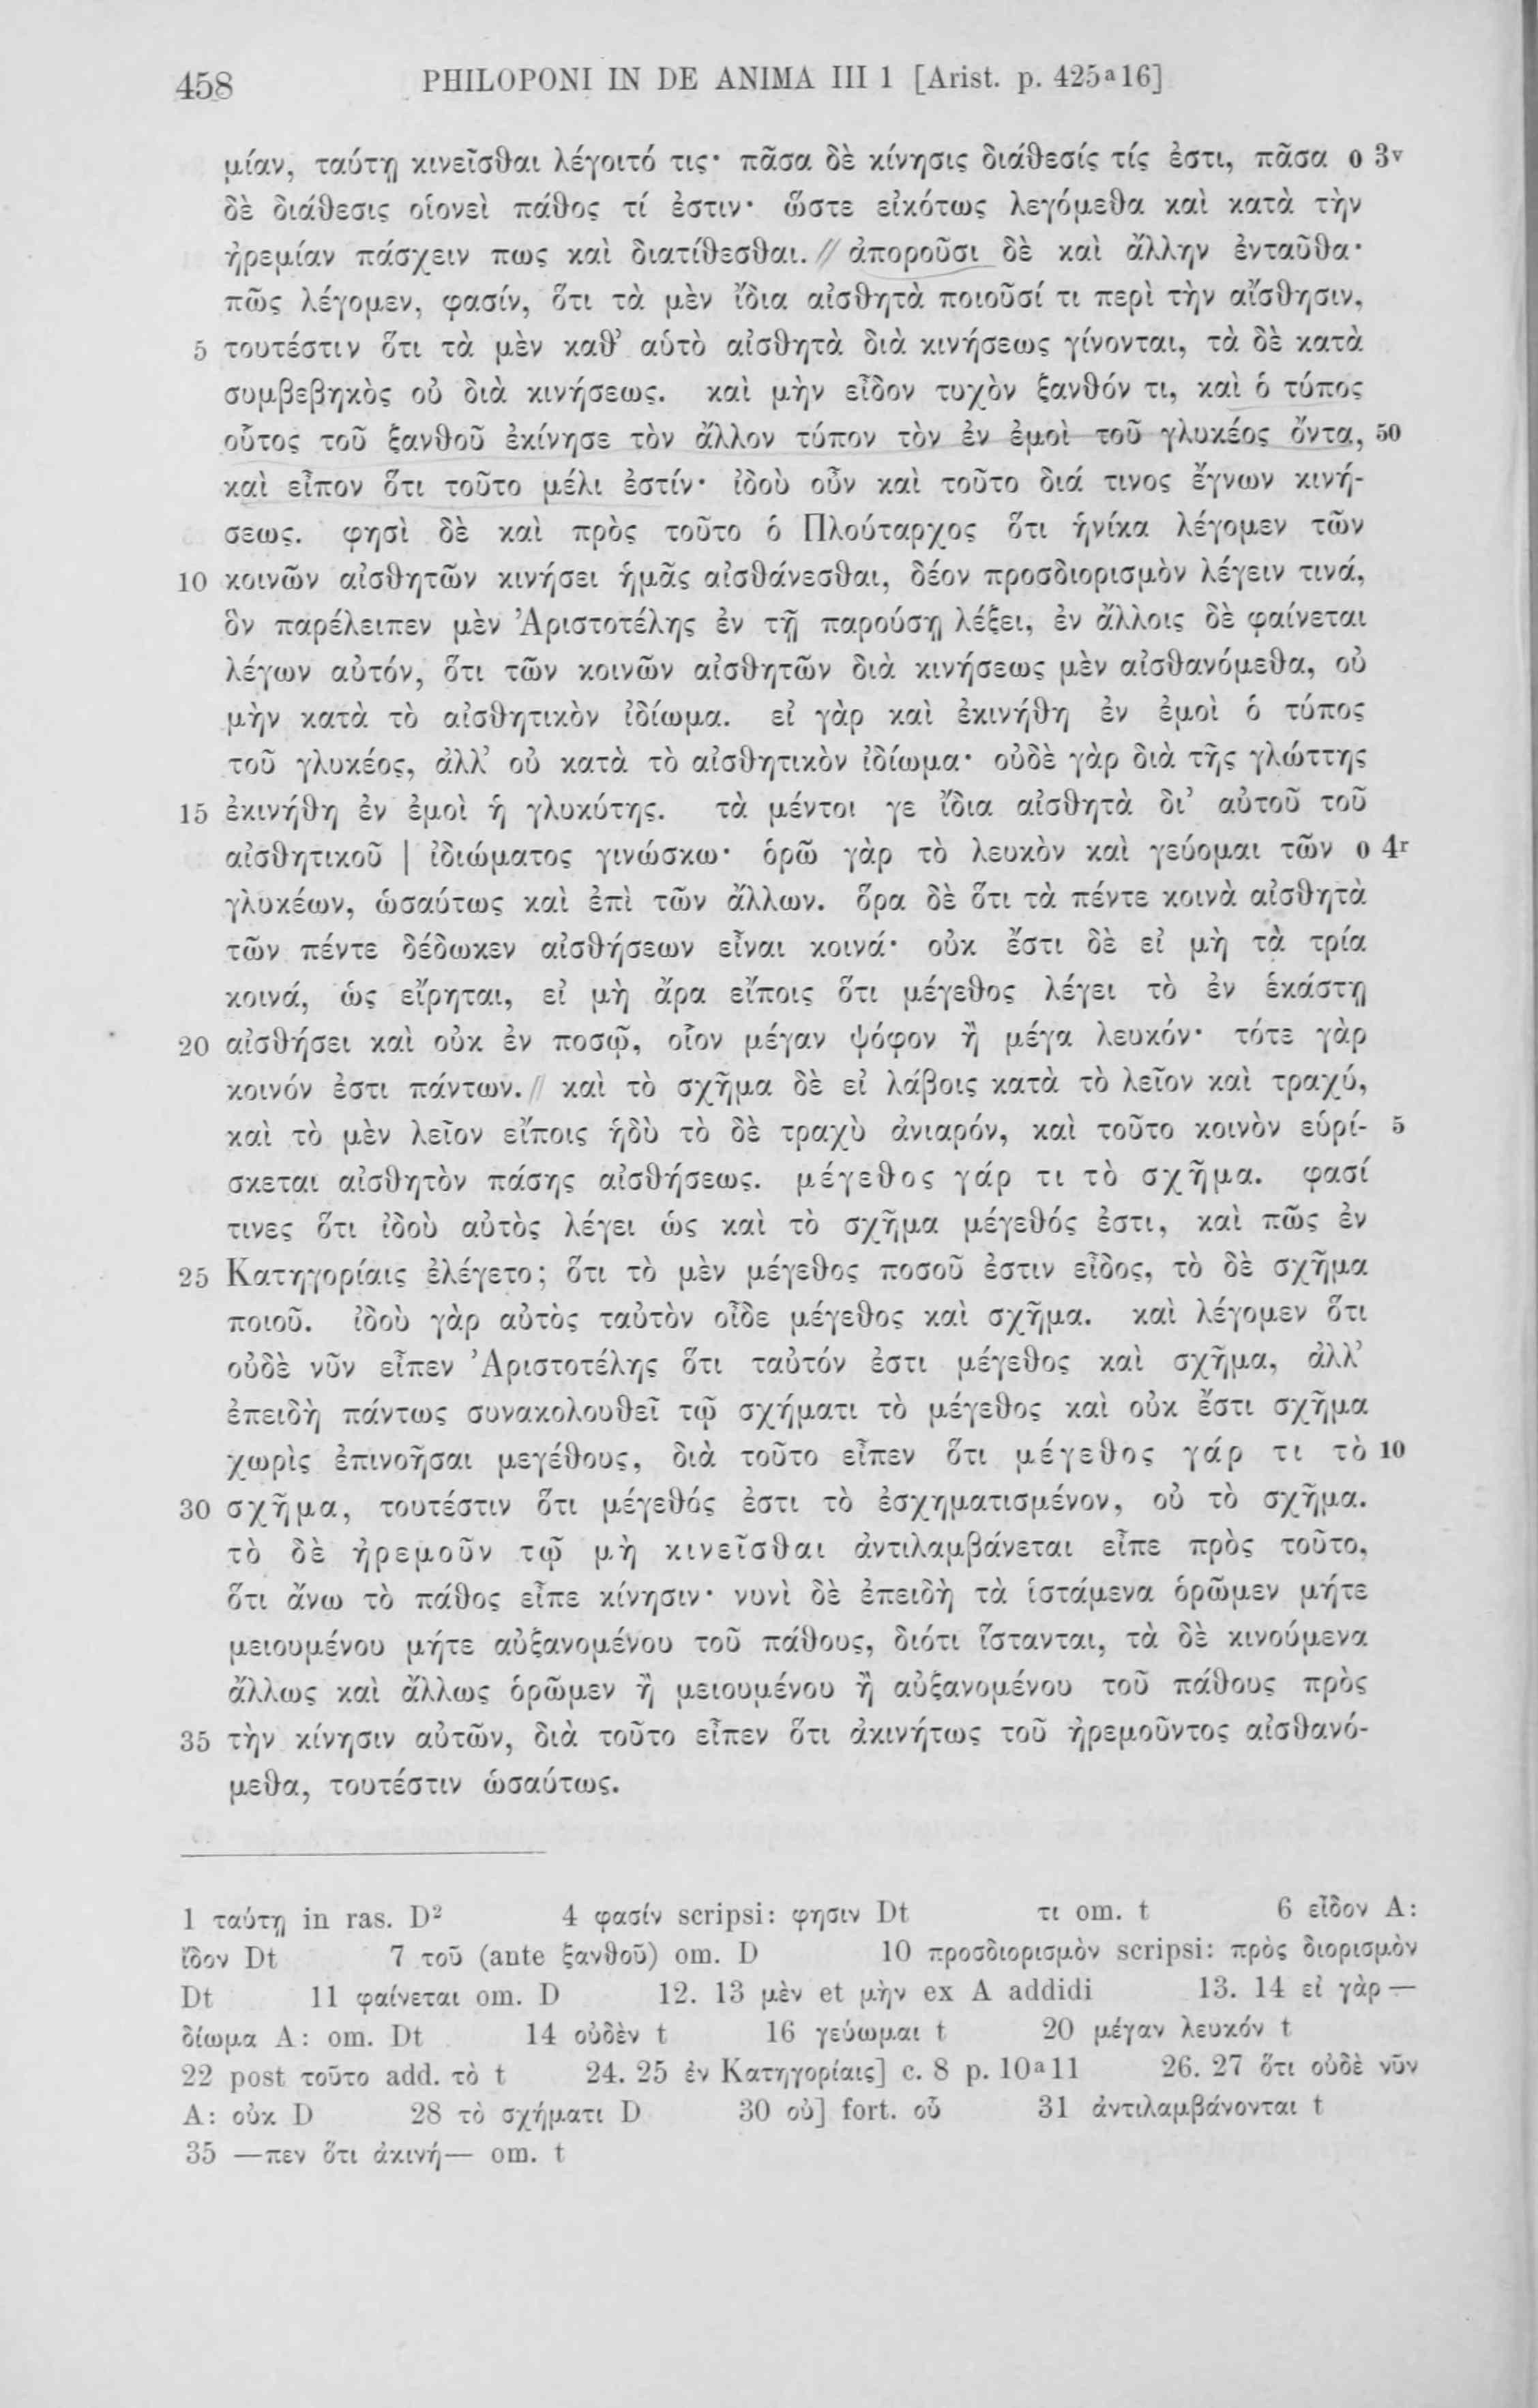 458 PHILOPONI IN DE ANIMA III 1 [Arist. p. 425ᵃ16]
μίαν, ταύτῃ κινεῖσθαι λέγοιτό τις· πᾶσα δὲ κίνησις διάθεσίς τίς ἐστι, πᾶσα ο 3ᵛ
δὲ διάθεσις οἱονεὶ πάθος τί ἐστιν· ὥστε εἰκότως λεγόμεθα καὶ κατὰ τὴν
ἠρεμίαν πάσχειν πως καὶ διατίθεσθαι. // ἀποροῦσι δὲ καὶ ἄλλην ἐνταῦθα·
πῶς λέγομεν, φασίν, ὅτι τὰ μὲν ἴδια αἰσθητὰ ποιοῦσί τι περὶ τὴν αἴσθησιν,
5 τουτέστιν ὅτι τὰ μὲν καθ’ αὑτὸ αἰσθητὰ διὰ κινήσεως γίνονται, τὰ δὲ κατὰ
συμβεβηκὸς οὐ διὰ κινήσεως. καὶ μὴν εἶδον τυχὸν ξανθόν τι, καὶ ὁ τύπος
οὗτος τοῦ ξανθοῦ ἐκίνησε τὸν ἄλλον τύπον τὸν ἐν ἐμοὶ τοῦ γλυκέος ὄντα, 50
καὶ εἶπον ὅτι τοῦτο μέλι ἐστίν· ἰδοὺ οὖν καὶ τοῦτο διά τινος ἔγνων κινή-
σεως. φησὶ δὲ καὶ πρὸς τοῦτο ὁ Πλούταρχος ὅτι ἡνίκα λέγομεν τῶν
10 κοινῶν αἰσθητῶν κινήσει ἡμᾶς αἰσθάνεσθαι, δέον προσδιορισμὸν λέγειν τινά,
ὃν παρέλειπεν μὲν Ἀριστοτέλης ἐν τῇ παρούσῃ λέξει, ἐν ἄλλοις δὲ φαίνεται
λέγων αὐτόν, ὅτι τῶν κοινῶν αἰσθητῶν διὰ κινήσεως μὲν αἰσθανόμεθα, οὐ
μὴν κατὰ τὸ αἰσθητικὸν ἰδίωμα. εἰ γὰρ καὶ ἐκινήθη ἐν ἐμοὶ ὁ τύπος
τοῦ γλυκέος, ἀλλ’ οὐ κατὰ τὸ αἰσθητικὸν ἰδίωμα· οὐδὲ γὰρ διὰ τῆς γλώττης
15 ἐκινήθη ἐν ἐμοὶ ἡ γλυκύτης. τὰ μέντοι γε ἴδια αἰσθητὰ δι’ αὐτοῦ τοῦ
αἰσθητικοῦ | ἰδιώματος γινώσκω· ὁρῶ γὰρ τὸ λευκὸν καὶ γεύομαι τῶν ο 4ʳ
γλυκέων, ὡσαύτως καὶ ἐπὶ τῶν ἄλλων. ὅρα δὲ ὅτι τὰ πέντε κοινὰ αἰσθητὰ
τῶν πέντε δέδωκεν αἰσθήσεων εἶναι κοινά· οὐκ ἔστι δὲ εἰ μὴ τὰ τρία
κοινά, ὡς εἴρηται, εἰ μὴ ἄρα εἴποις ὅτι μέγεθος λέγει τὸ ἐν ἑκάστῃ
20 αἰσθήσει καὶ οὐκ ἐν ποσῷ, οἷον μέγαν ψόφον ἢ μέγα λευκόν· τότε γὰρ
κοινόν ἐστι πάντων. // καὶ τὸ σχῆμα δὲ εἰ λάβοις κατὰ τὸ λεῖον καὶ τραχύ,
καὶ τὸ μὲν λεῖον εἴποις ἡδὺ τὸ δὲ τραχὺ ἀνιαρόν, καὶ τοῦτο κοινὸν εὑρί- 5
σκεται αἰσθητὸν πάσης αἰσθήσεως. μέγεθος γάρ τι τὸ σχῆμα. φασί
τινες ὅτι ἰδοὺ αὐτὸς λέγει ὡς καὶ τὸ σχῆμα μέγεθός ἐστι, καὶ πῶς ἐν
25 Κατηγορίαις ἐλέγετο; ὅτι τὸ μὲν μέγεθος ποσοῦ ἐστιν εἶδος, τὸ δὲ σχῆμα
ποιοῦ. ἰδοὺ γὰρ αὐτὸς ταὐτὸν οἶδε μέγεθος καὶ σχῆμα. καὶ λέγομεν ὅτι
οὐδὲ νῦν εἶπεν Ἀριστοτέλης ὅτι ταὐτόν ἐστι μέγεθος καὶ σχῆμα, ἀλλ’
ἐπειδὴ πάντως συνακολουθεῖ τῷ σχήματι τὸ μέγεθος καὶ οὐκ ἔστι σχῆμα
χωρὶς ἐπινοῆσαι μεγέθους, διὰ τοῦτο εἶπεν ὅτι μέγεθος γάρ τι τὸ 10
30 σχῆμα, τουτέστιν ὅτι μέγεθός ἐστι τὸ ἐσχηματισμένον, οὐ τὸ σχῆμα.
τὸ δὲ ἠρεμοῦν τῷ μὴ κινεῖσθαι ἀντιλαμβάνεται εἶπε πρὸς τοῦτο,
ὅτι ἄνω τὸ πάθος εἶπε κίνησιν· νυνὶ δὲ ἐπειδὴ τὰ ἱστάμενα ὁρῶμεν μήτε
μειουμένου μήτε αὐξανομένου τοῦ πάθους, διότι ἵστανται, τὰ δὲ κινούμενα
ἄλλως καὶ ἄλλως ὁρῶμεν ἢ μειουμένου ἢ αὐξανομένου τοῦ πάθους πρὸς
35 τὴν κίνησιν αὐτῶν, διὰ τοῦτο εἶπεν ὅτι ἀκινήτως τοῦ ἠρεμοῦντος αἰσθανό-
μεθα, τουτέστιν ὡσαύτως.
1 ταύτῃ in ras. D² 4 φασίν scripsi: φησιν Dt τι om. t 6 εἶδον A:
ἴδον Dt 7 τοῦ (ante ξανθοῦ) om. D 10 προσδιορισμὸν scripsi: πρὸς διορισμὸν
Dt 11 φαίνεται om. D 12. 13 μὲν et μὴν ex A addidi 13. 14 εἰ γὰρ —
δίωμα A: om. Dt 14 οὐδὲν t 16 γεύωμαι t 20 μέγαν λευκόν t
22 post τοῦτο add. τὸ t 24. 25 ἐν Κατηγορίαις] c. 8 p. 10ᵃ11 26. 27 ὅτι οὐδὲ νῦν
A: οὐκ D 28 τὸ σχήματι D 30 οὐ] fort. οὗ 31 ἀντιλαμβάνονται t
35 —πεν ὅτι ἀκινή— om. t